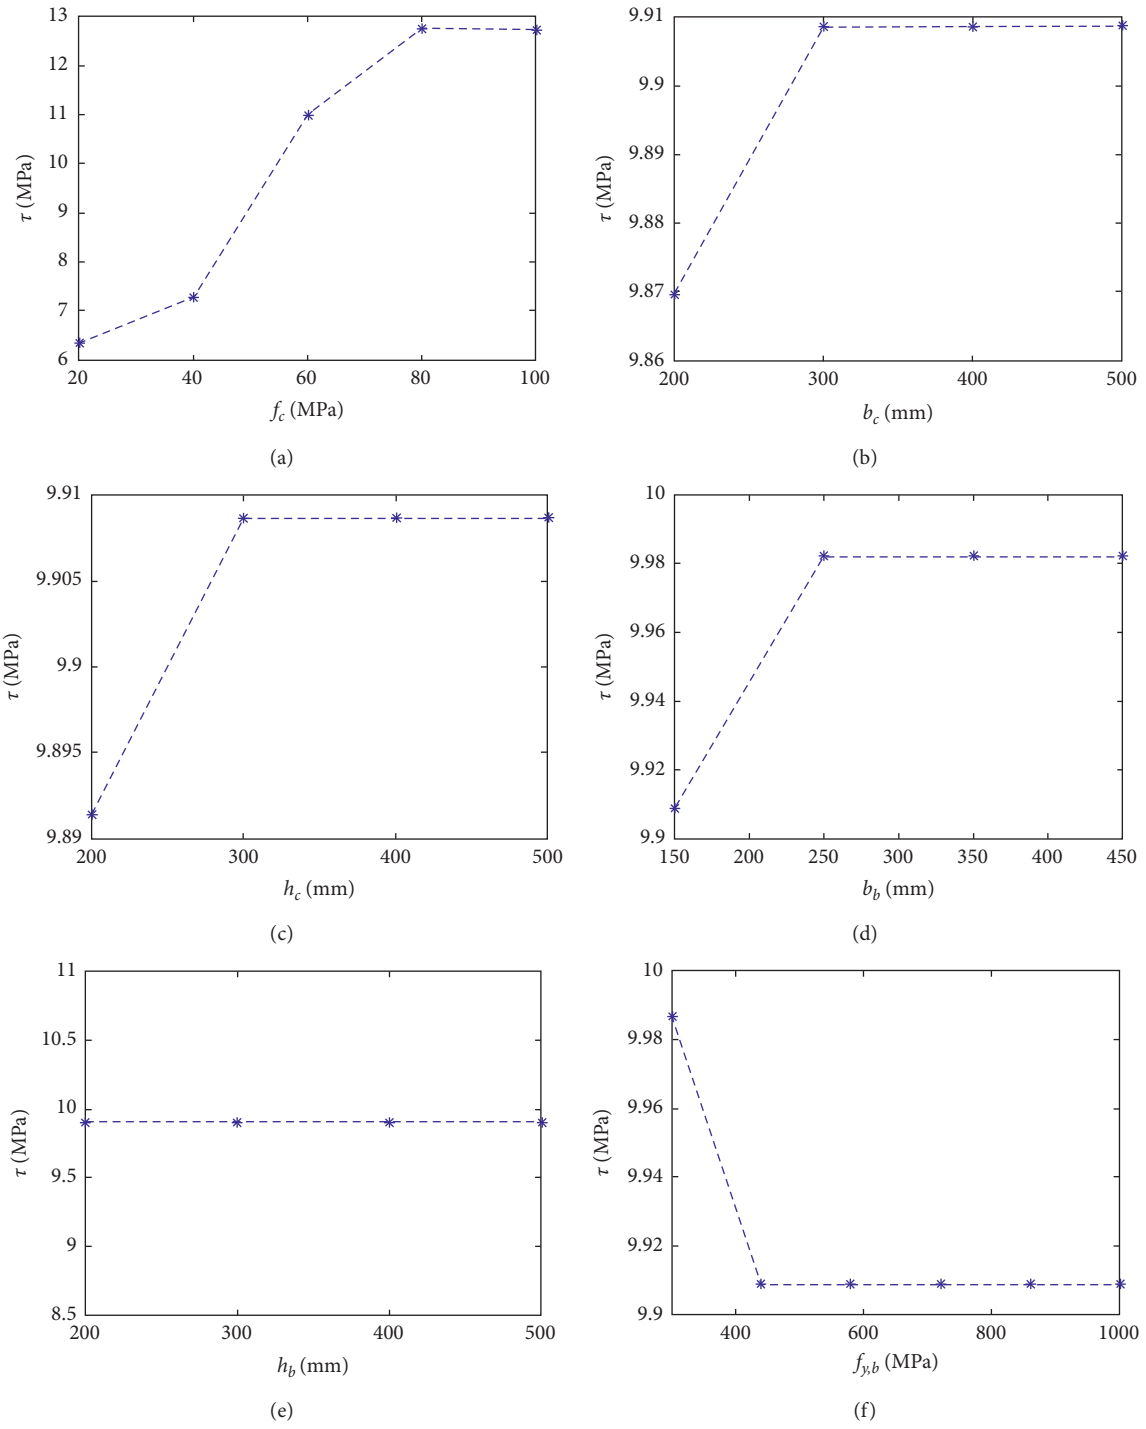 13
12
11
10
9
8
7
6
τ (MPa)
20 40 60 80 100
f_c (MPa)
(a)
9.91
9.9
9.89
9.88
9.87
9.86
τ (MPa)
200 300 400 500
b_c (mm)
(b)
9.91
9.905
9.9
9.895
9.89
τ (MPa)
200 300 400 500
h_c (mm)
(c)
10
9.98
9.96
9.94
9.92
9.9
τ (MPa)
150 200 250 300 350 400 450
b_b (mm)
(d)
11
10.5
10
9.5
9
8.5
τ (MPa)
200 300 400 500
h_b (mm)
(e)
10
9.98
9.96
9.94
9.92
9.9
τ (MPa)
400 600 800 1000
f_y,b (MPa)
(f)